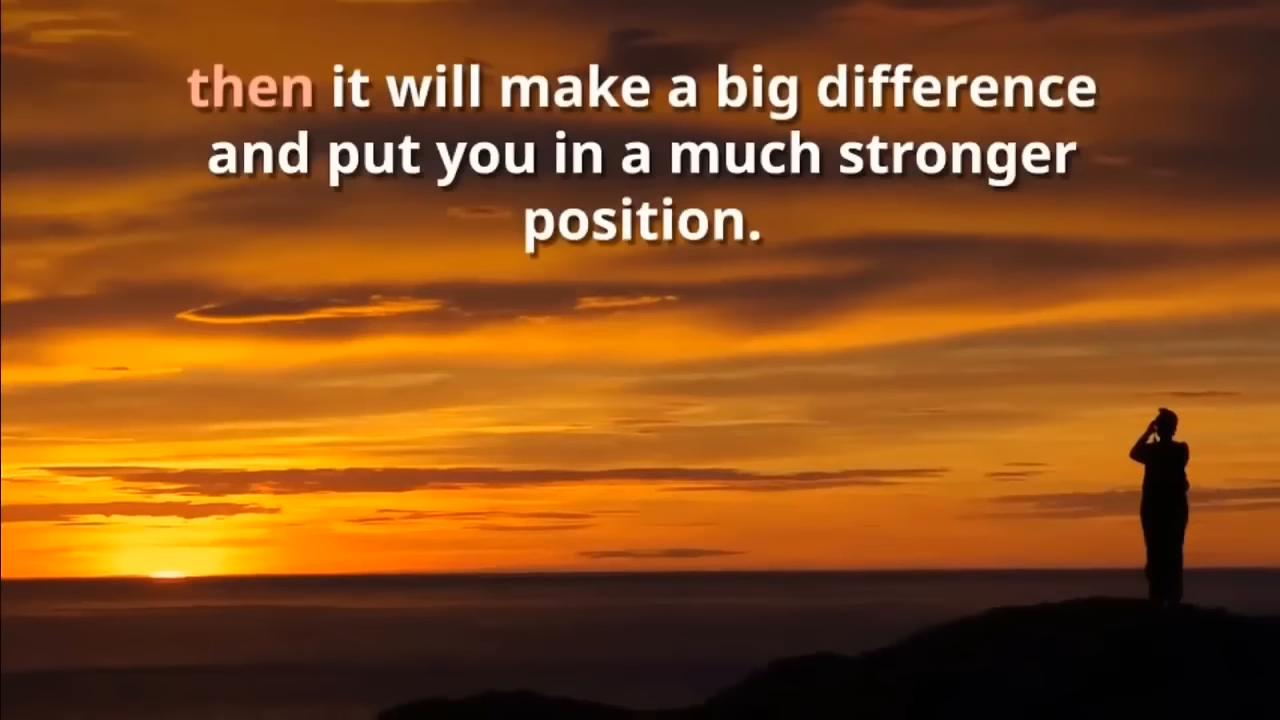 then it will make a big difference
and put you in a much stronger
position.